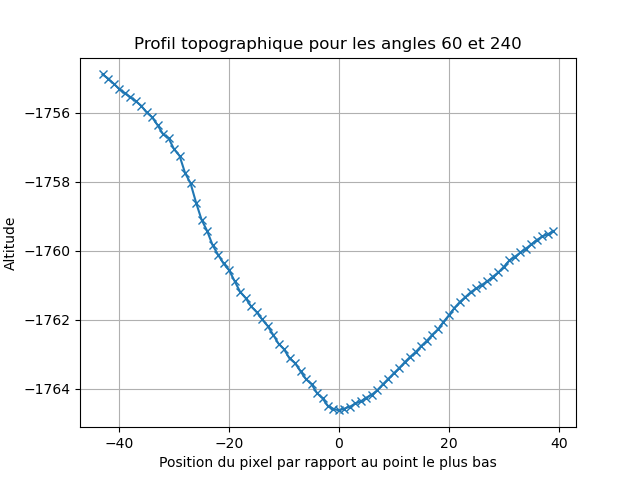 Profil topographique pour les angles 60 et 240
−1756
−1758
−1760
−1762
−1764
Altitude
−40 −20 0 20 40
Position du pixel par rapport au point le plus bas